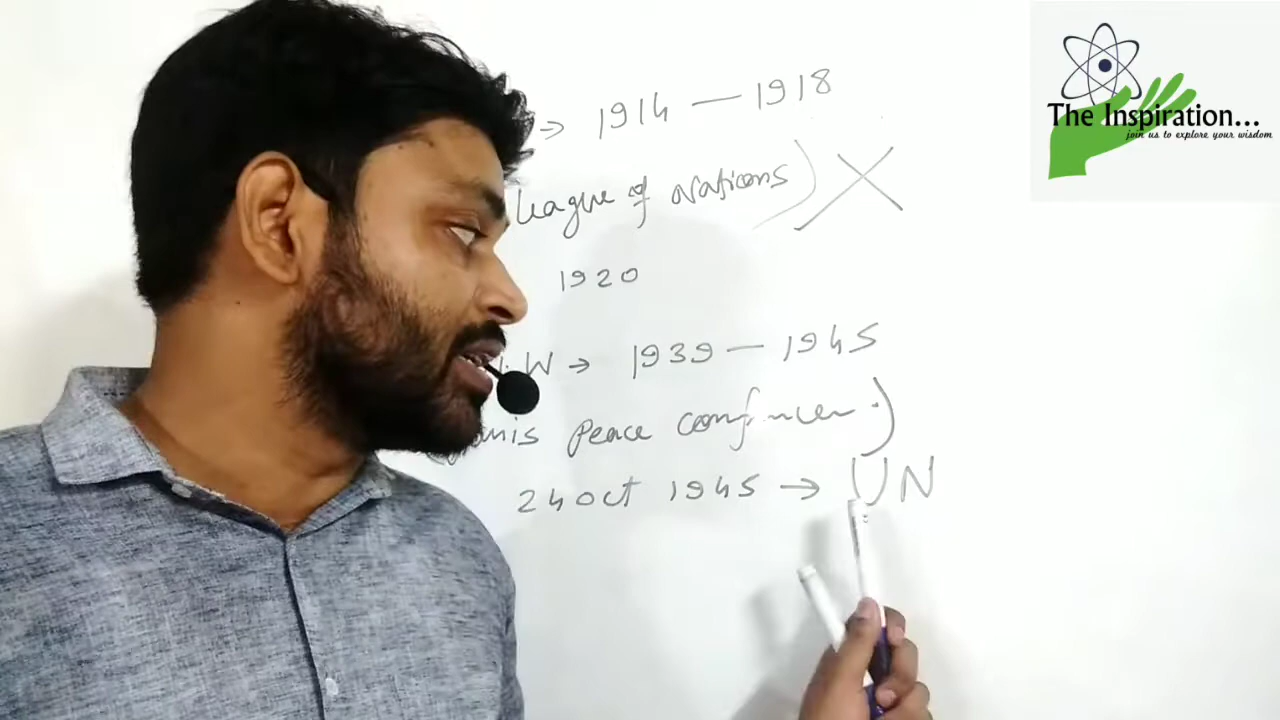 → 1914 — 1918
League of Nations)
1920
W → 1939 — 1945
Peace
24 Oct 1945 → UN
The Inspiration...
join us to explore your wisdom